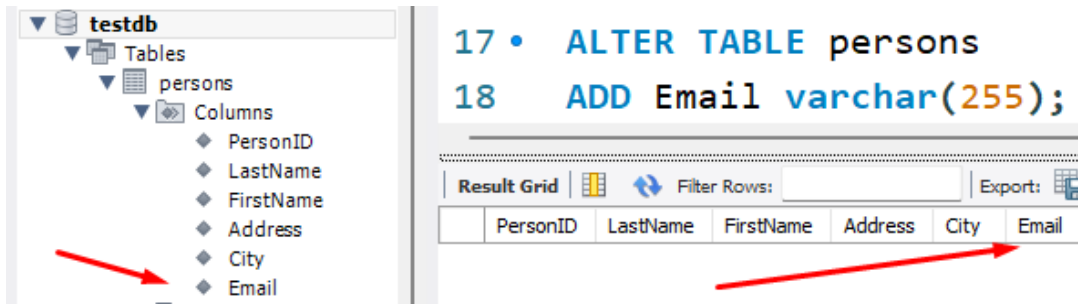 testdb
Tables
persons
Columns
PersonID
LastName
FirstName
Address
City
Email
17 ALTER TABLE persons
18 ADD Email varchar(255);
Result Grid Filter Rows: Export:
PersonID LastName FirstName Address City Email